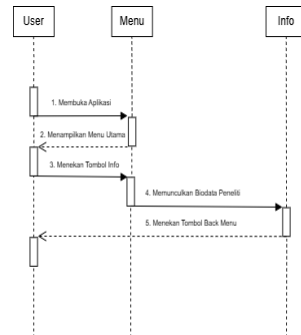 User
Menu
Info
1. Membuka Aplikasi
2. Menampilkan Menu Utama
3. Menekan Tombol Info
4. Memunculkan Biodata Peneliti
5. Menekan Tombol Back Menu